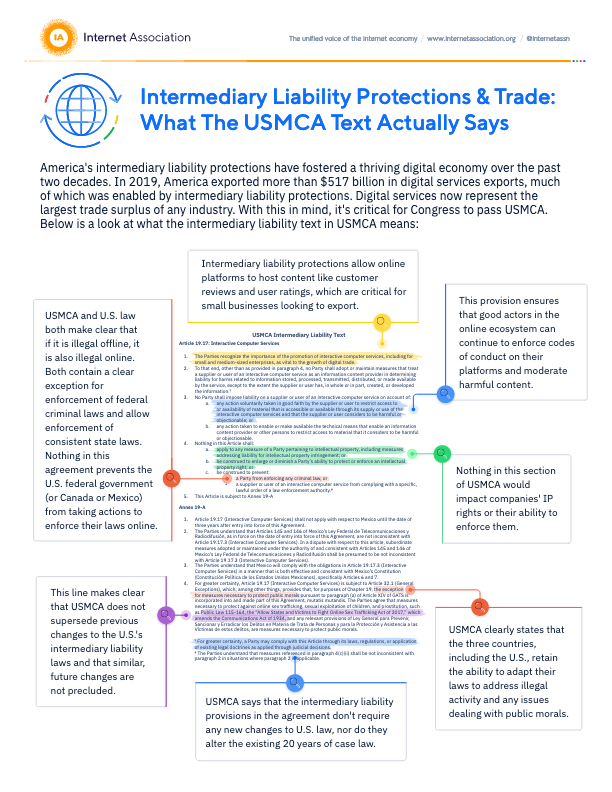 IA Internet Association
The unified voice of the internet economy / www.internetassociation.org / @internetassn
Intermediary Liability Protections & Trade:
What The USMCA Text Actually Says
America's intermediary liability protections have fostered a thriving digital economy over the past
two decades. In 2019, America exported more than $517 billion in digital services exports, much
of which was enabled by intermediary liability protections. Digital services now represent the
largest trade surplus of any industry. With this in mind, it's critical for Congress to pass USMCA.
Below is a look at what the intermediary liability text in USMCA means:
Intermediary liability protections allow online
platforms to host content like customer
reviews and user ratings, which are critical for
small businesses looking to export.
USMCA and U.S. law
both make clear that
if it is illegal offline, it
is also illegal online.
Both contain a clear
exception for
enforcement of federal
criminal laws and allow
enforcement of
consistent state laws.
Nothing in this
agreement prevents the
U.S. federal government
(or Canada or Mexico)
from taking actions to
enforce their laws online.
This provision ensures
that good actors in the
online ecosystem can
continue to enforce codes
of conduct on their
platforms and moderate
harmful content.
USMCA Intermediary Liability Text
Article 19.17: Interactive Computer Services
1. The Parties recognize the importance of the promotion of interactive computer services, including for
small and medium-sized enterprises, as vital to the growth of digital trade.
2. To that end, other than as provided in paragraph 4, no Party shall adopt or maintain measures that treat
a supplier or user of an interactive computer service as an information content provider in determining
liability for harms related to information stored, processed, transmitted, distributed, or made available
by the service, except to the extent the supplier or user has, in whole or in part, created, or developed
the information.
3. No Party shall impose liability on a supplier or user of an interactive computer service on account of:
a. any action voluntarily taken in good faith by the supplier or user to restrict access to
or availability of material that is accessible or available through its supply or use of the
interactive computer services and that the supplier or user considers to be harmful or
objectionable; or
b. any action taken to enable or make available the technical means that enable an information
content provider or other persons to restrict access to material that it considers to be harmful
or objectionable.
4. Nothing in this Article shall:
a. apply to any measure of a Party pertaining to intellectual property, including measures
addressing liability for intellectual property infringement; or
b. be construed to enlarge or diminish a Party's ability to protect or enforce an intellectual
property right; or
c. be construed to prevent:
a Party from enforcing any criminal law; or
a supplier or user of an interactive computer service from complying with a specific,
lawful order of a law enforcement authority.
5. This Article is subject to Annex 19-A
Annex 19-A
1. Article 19.17 (Interactive Computer Services) shall not apply with respect to Mexico until the date of
three years after entry into force of this Agreement.
The Parties understand that Articles 145 and 146 of Mexico's Ley Federal de Telecomunicaciones y
Radiodifusión, as in force on the date of entry into force of this Agreement, are not inconsistent with
Article 19.17.3 (Interactive Computer Services). In a dispute with respect to this article, subordinate
measures adopted or maintained under the authority of and consistent with Articles 145 and 146 of
Mexico's Ley Federal de Telecomunicaciones y Radiodifusión shall be presumed to be not inconsistent
with Article 19.17.3 (Interactive Computer Services).
3. The Parties understand that Mexico will comply with the obligations in Article 19.17.3 (Interactive
Computer Services) in a manner that is both effective and consistent with Mexico's Constitution
(Constitución Política de los Estados Unidos Mexicanos), specifically Articles 6 and 7.
4. For greater certainty, Article 19.17 (Interactive Computer Services) is subject to Article 32.1 (General
Exceptions), which, among other things, provides that, for purposes of Chapter 19, the exception
for measures necessary to protect public morals pursuant to paragraph (a) of Article XIV of GATS is
incorporated into and made part of this Agreement, mutatis mutandis. The Parties agree that measures
necessary to protect against online sex trafficking, sexual exploitation of children, and prostitution, such
as Public Law 115-164, the "Allow States and Victims to Fight Online Sex Trafficking Act of 2017," which
amends the Communications Act of 1934, and any relevant provisions of Ley General para Prevenir,
Sancionar y Erradicar los Delitos en Materia de Trata de Personas y para la Protección y Asistencia a las
Víctimas de estos delitos, are measures necessary to protect public morals.
For greater certainty, a Party may comply with this Article through its laws, regulations, or application
of existing legal doctrines as applied through judicial decisions.
The Parties understand that measures referenced in paragraph 4(c)(ii) shall be not inconsistent with
paragraph 2 in situations where paragraph 2 is applicable.
Nothing in this section
of USMCA would
impact companies' IP
rights or their ability to
enforce them.
This line makes clear
that USMCA does not
supersede previous
changes to the U.S.'s
intermediary liability
laws and that similar,
future changes are
not precluded.
USMCA clearly states that
the three countries,
including the U.S., retain
the ability to adapt their
laws to address illegal
activity and any issues
dealing with public morals.
USMCA says that the intermediary liability
provisions in the agreement don't require
any new changes to U.S. law, nor do they
alter the existing 20 years of case law.